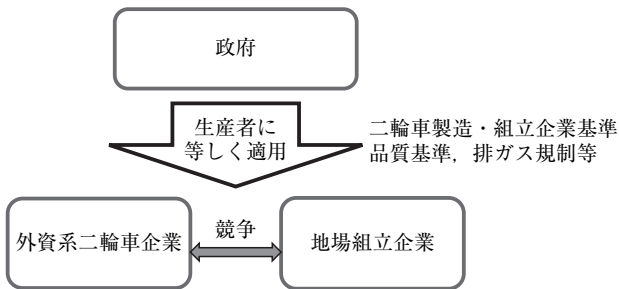 政府
生産者に
等しく適用
二輪車製造・組立企業基準
品質基準，排ガス規制等
外資系二輪車企業
競争
地場組立企業